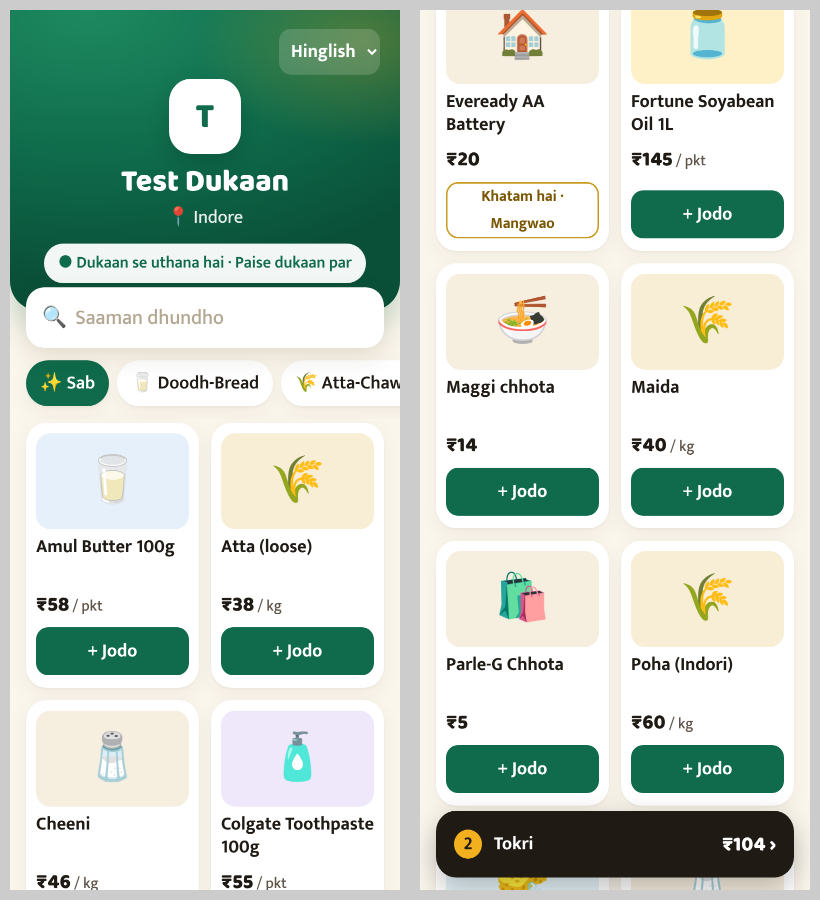 Hinglish
T
Test Dukaan
Indore
Dukaan se uthana hai · Paise dukaan par
Saaman dhundho
Sab
Doodh-Bread
Atta-Chaw
Amul Butter 100g
Atta (loose)
₹58 / pkt
₹38 / kg
+ Jodo
+ Jodo
Cheeni
Colgate Toothpaste
100g
₹46 / kg
₹55 / pkt
Eveready AA
Battery
Fortune Soyabean
Oil 1L
₹20
₹145 / pkt
Khatam hai ·
Mangwao
+ Jodo
Maggi chhota
Maida
₹14
₹40 / kg
+ Jodo
+ Jodo
Parle-G Chhota
Poha (Indori)
₹5
₹60 / kg
+ Jodo
+ Jodo
2 Tokri ₹104 ›